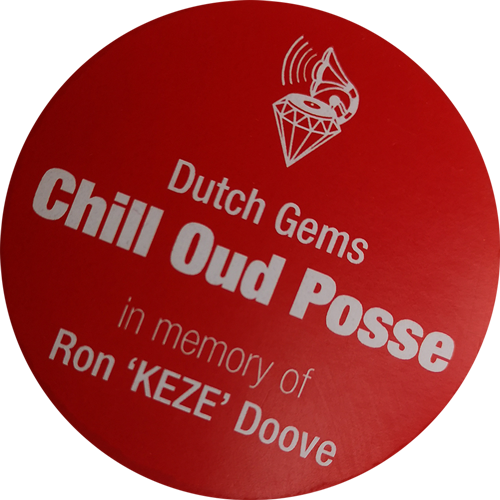 Dutch Gems
Chill Oud Posse
in memory of
Ron ‘KEZE’ Doove